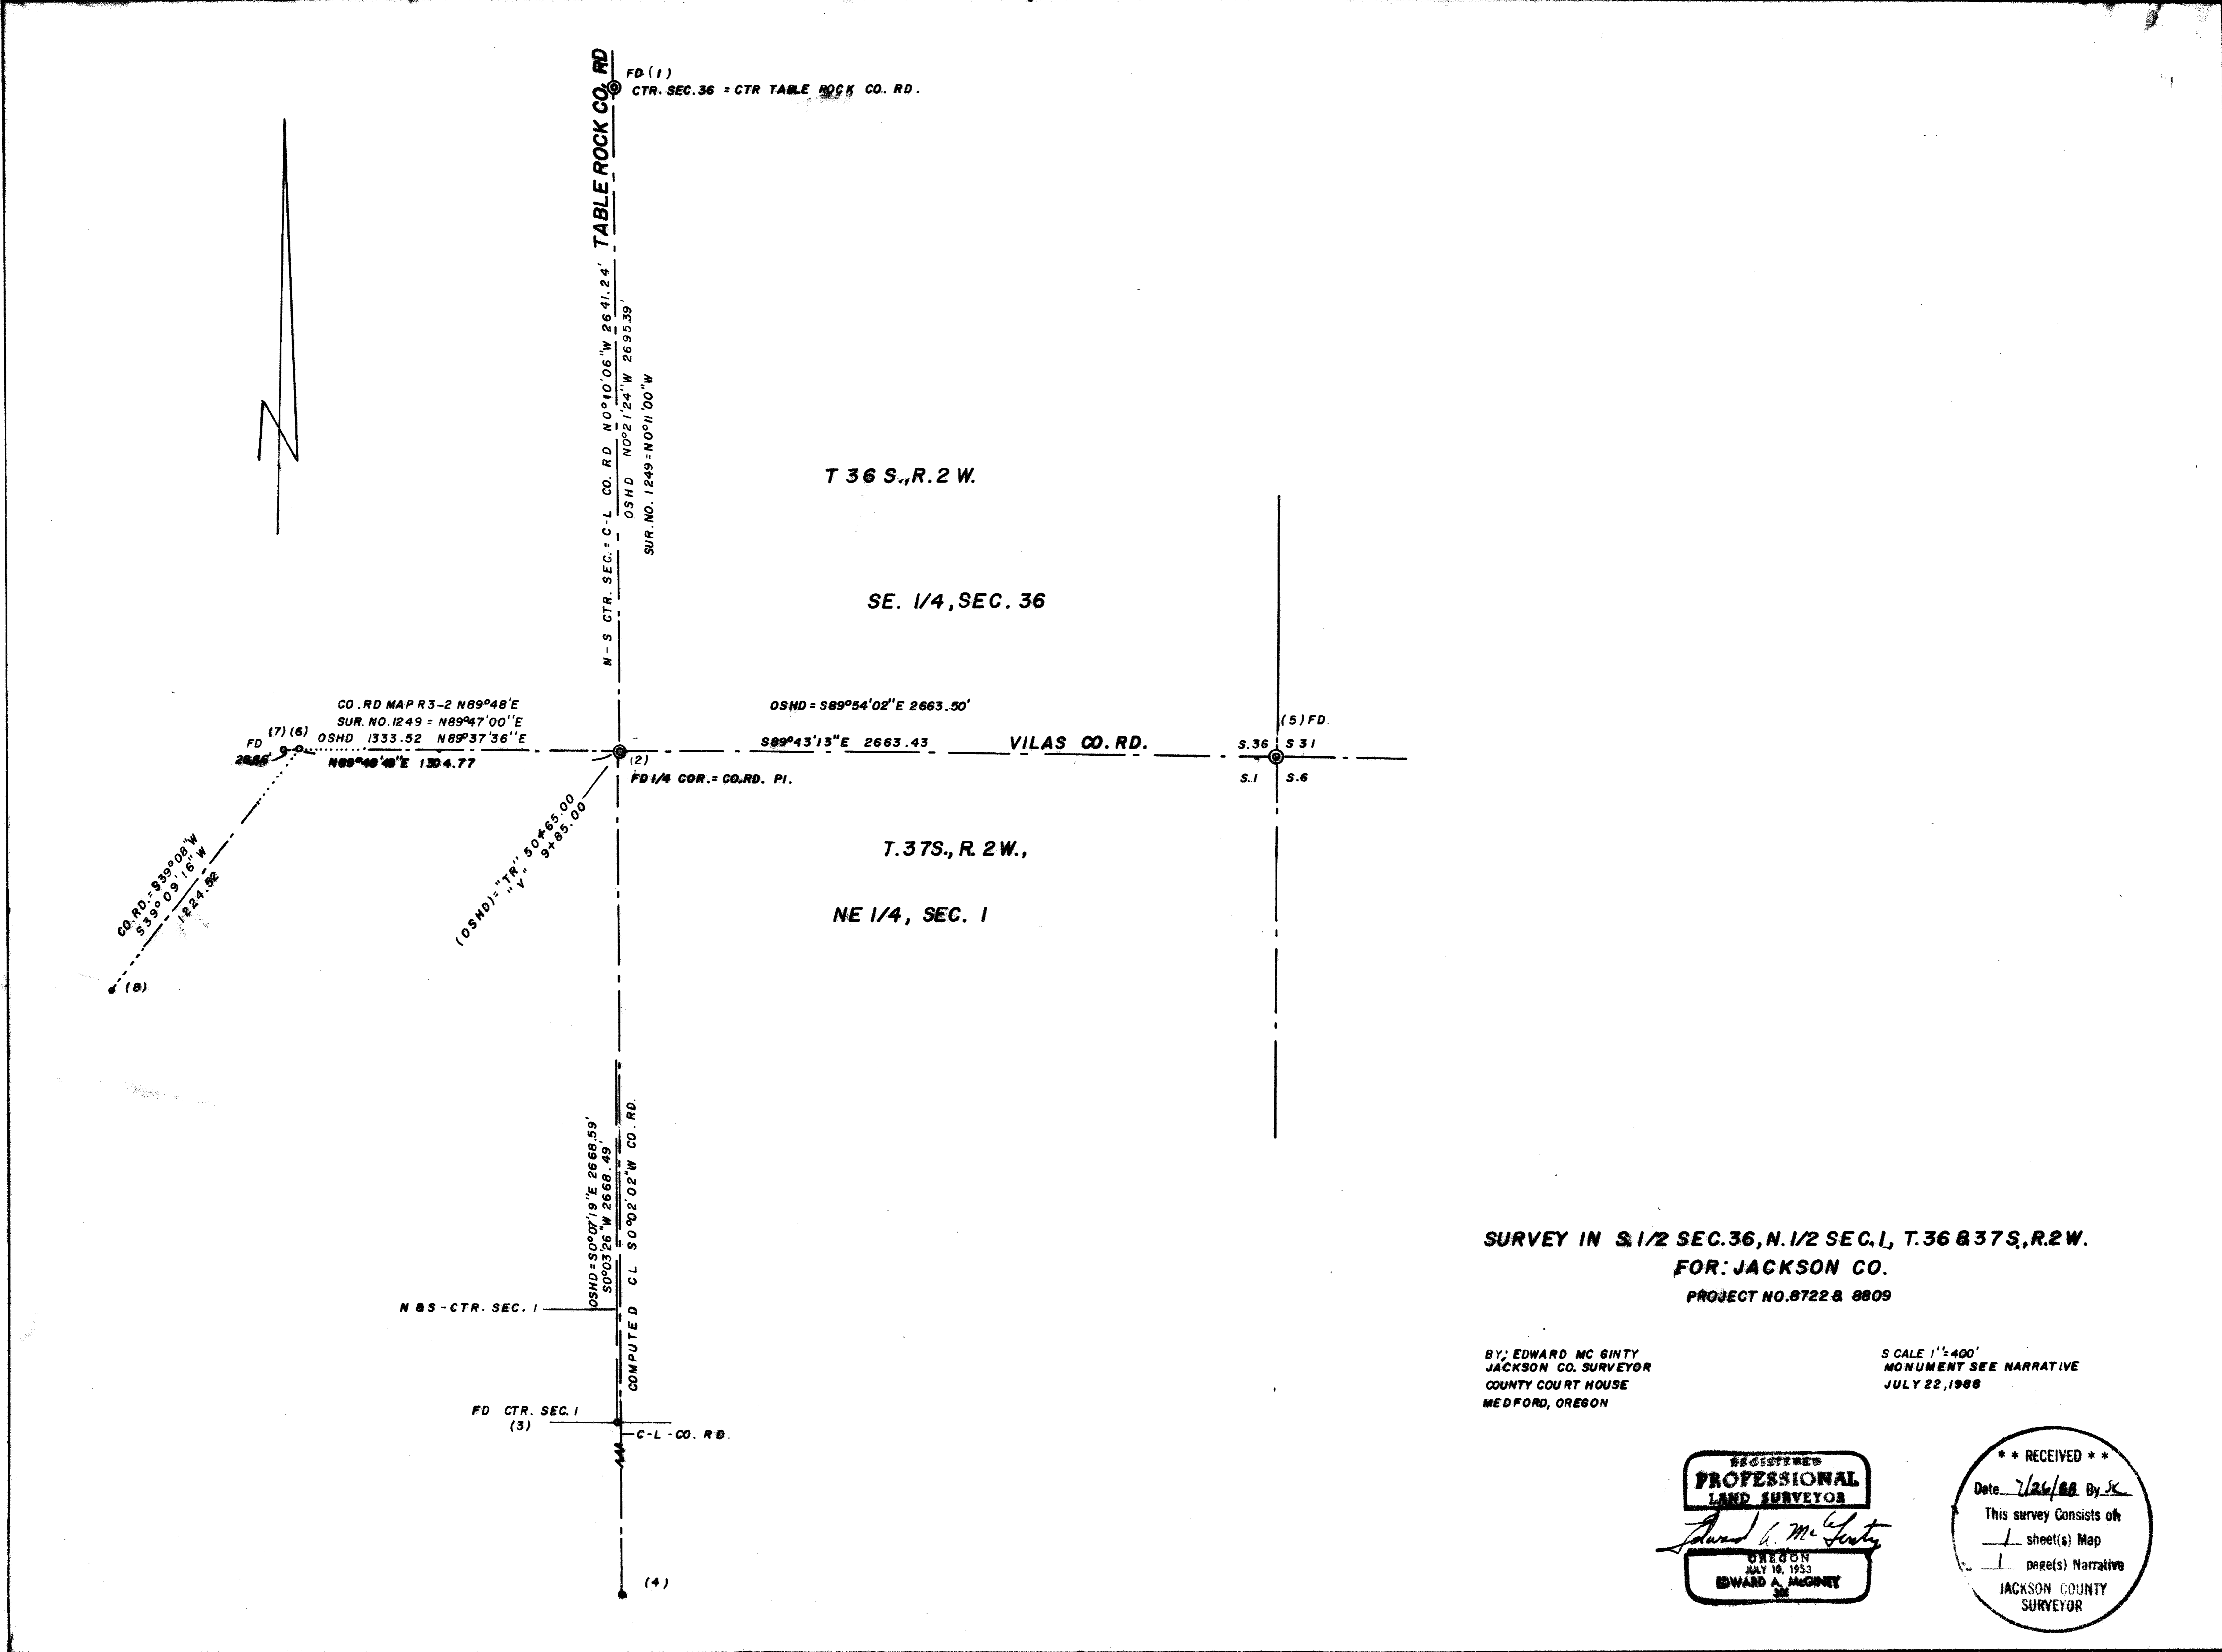 FD (1)
CTR. SEC. 36 = CTR TABLE ROCK CO. RD.
TABLE ROCK CO. RD
N-S CTR. SEC. = C-L CO. RD N0°10'06"W 2641.24'
OSHD N0°21'24"W 2695.39'
SUR. NO. 1249 = N0°11'00"W
T 36 S., R. 2 W.
SE. 1/4, SEC. 36
CO. RD MAP R3-2 N89°48'E
SUR. NO. 1249 = N89°47'00"E
OSHD 1333.52 N89°37'36"E
N89°48'49"E 1304.77
FD
(7) (6)
OSHD = S89°54'02"E 2663.50'
S89°43'13"E 2663.43
VILAS CO. RD.
(2)
FD 1/4 COR. = CO. RD. PI.
(5) FD.
S. 36 S 31
S. 1 S. 6
(OSHD) = "TR" 50+65.00
"V" 9+85.00
CO. RD. = S39°08"W
S39°09'16"W
1224.52
(8)
T. 37S., R. 2W.,
NE 1/4, SEC. 1
OSHD = S0°07'19"E 2668.59'
S0°03'26"W 2668.49'
COMPUTED CL S0°02'02"W CO. RD.
N & S - CTR. SEC. 1
FD CTR. SEC. 1
(3)
C-L - CO. RD.
(4)
SURVEY IN S. 1/2 SEC. 36, N. 1/2 SEC. 1, T. 36 & 37 S., R. 2 W.
FOR: JACKSON CO.
PROJECT NO. 8722 & 8809
BY: EDWARD MC GINTY
JACKSON CO. SURVEYOR
COUNTY COURT HOUSE
MEDFORD, OREGON
SCALE 1"=400'
MONUMENT SEE NARRATIVE
JULY 22, 1988
REGISTERED
PROFESSIONAL
LAND SURVEYOR
Edward A. McGinty
OREGON
JULY 10, 1953
EDWARD A. McGINTY
* * RECEIVED * *
Date 7/26/88 By SK
This survey Consists of:
1 sheet(s) Map
1 page(s) Narrative
JACKSON COUNTY
SURVEYOR